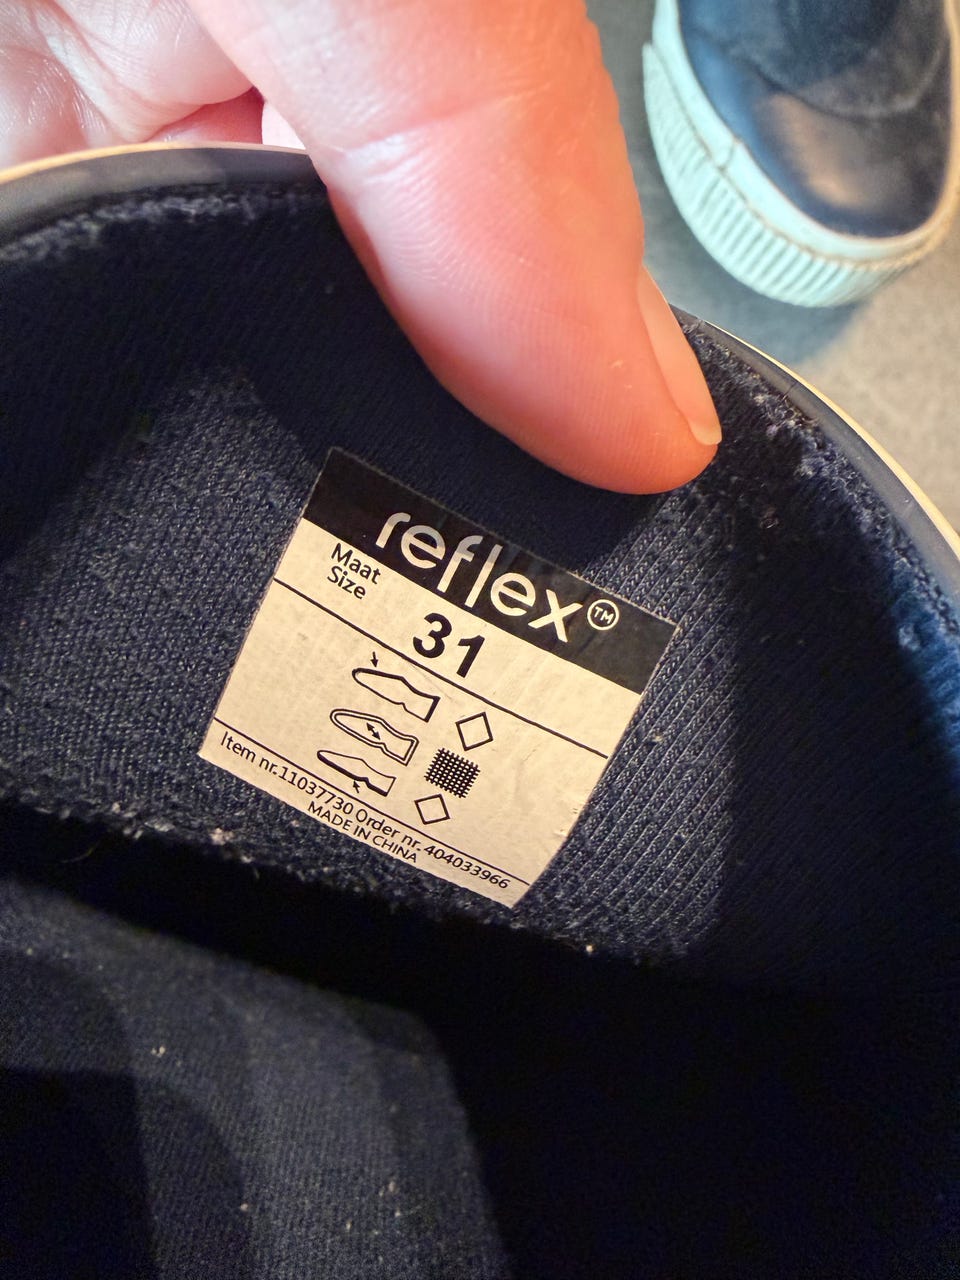 reflex™
Maat
Size
31
Item nr.11037730 Order nr. 404033966
MADE IN CHINA